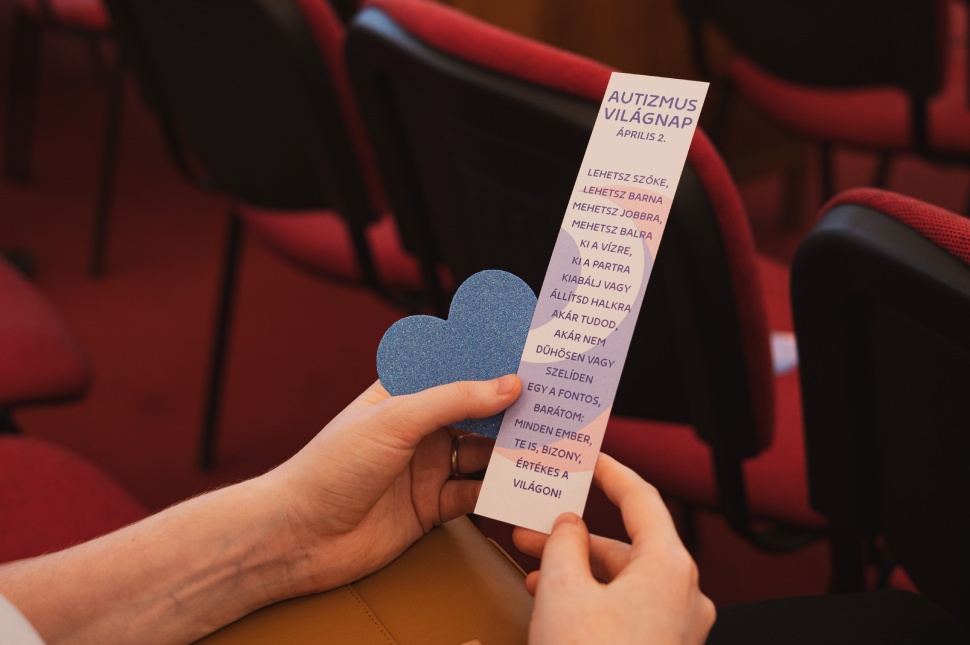 AUTIZMUS
VILÁGNAP
ÁPRILIS 2.
LEHETSZ SZŐKE,
LEHETSZ BARNA
MEHETSZ JOBBRA,
MEHETSZ BALRA
KI A VÍZRE,
KI A PARTRA
KIABÁLJ VAGY
ÁLLÍTSD HALKRA
AKÁR TUDOD,
AKÁR NEM
DÜHÖSEN VAGY
SZELÍDEN
EGY A FONTOS,
BARÁTOM:
MINDEN EMBER,
TE IS, BIZONY,
ÉRTÉKES A
VILÁGON!